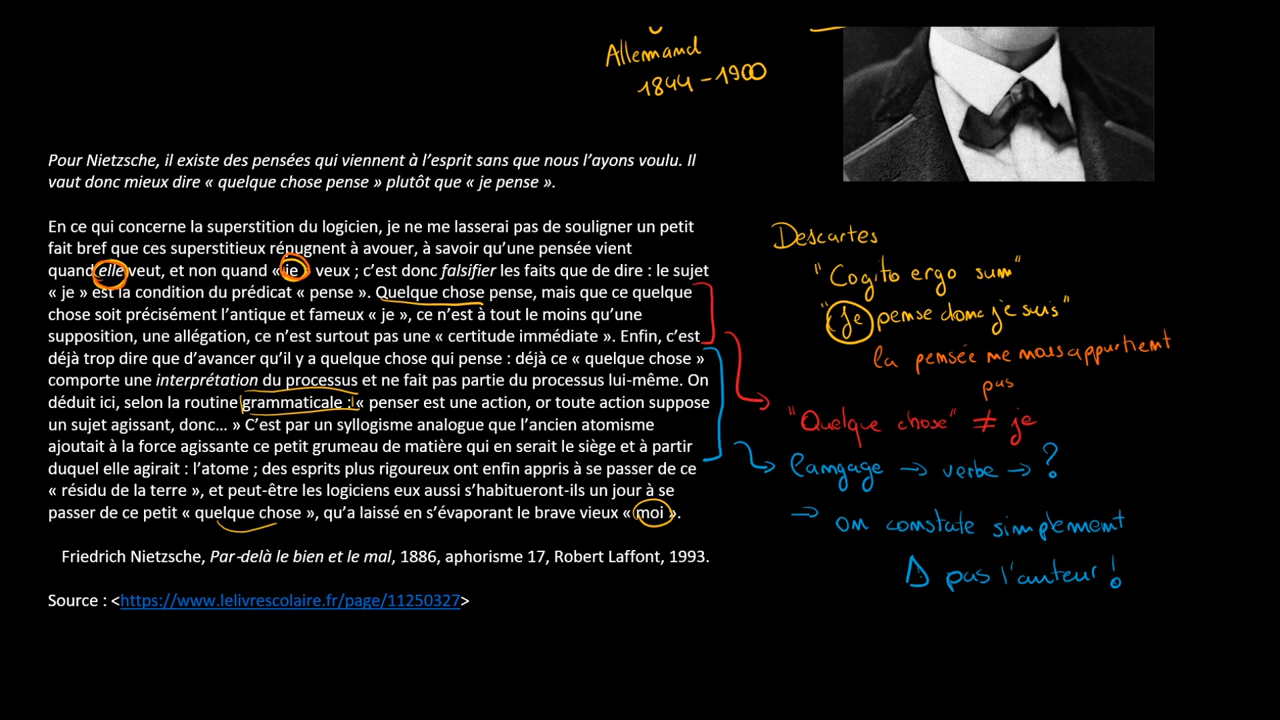 Allemand
1844-1900
Pour Nietzsche, il existe des pensées qui viennent à l’esprit sans que nous l’ayons voulu. Il
vaut donc mieux dire « quelque chose pense » plutôt que « je pense ».
En ce qui concerne la superstition du logicien, je ne me lasserai pas de souligner un petit
fait bref que ces superstitieux répugnent à avouer, à savoir qu’une pensée vient
quand elle veut, et non quand « je » veux ; c’est donc falsifier les faits que de dire : le sujet
« je » est la condition du prédicat « pense ». Quelque chose pense, mais que ce quelque
chose soit précisément l’antique et fameux « je », ce n’est à tout le moins qu’une
supposition, une allégation, ce n’est surtout pas une « certitude immédiate ». Enfin, c’est
déjà trop dire que d’avancer qu’il y a quelque chose qui pense : déjà ce « quelque chose »
comporte une interprétation du processus et ne fait pas partie du processus lui-même. On
déduit ici, selon la routine grammaticale : « penser est une action, or toute action suppose
un sujet agissant, donc... » C’est par un syllogisme analogue que l’ancien atomisme
ajoutait à la force agissante ce petit grumeau de matière qui en serait le siège et à partir
duquel elle agirait : l’atome ; des esprits plus rigoureux ont enfin appris à se passer de ce
« résidu de la terre », et peut-être les logiciens eux aussi s’habitueront-ils un jour à se
passer de ce petit « quelque chose », qu’a laissé en s’évaporant le brave vieux « moi ».
Friedrich Nietzsche, Par-delà le bien et le mal, 1886, aphorisme 17, Robert Laffont, 1993.
Source : <https://www.lelivrescolaire.fr/page/11250327>
Descartes
"Cogito ergo sum"
"je pense donc je suis"
la pensée ne nous appartient
pas
"Quelque chose" ≠ je
langage → verbe → ?
→ on constate simplement
Δ pas l'auteur !